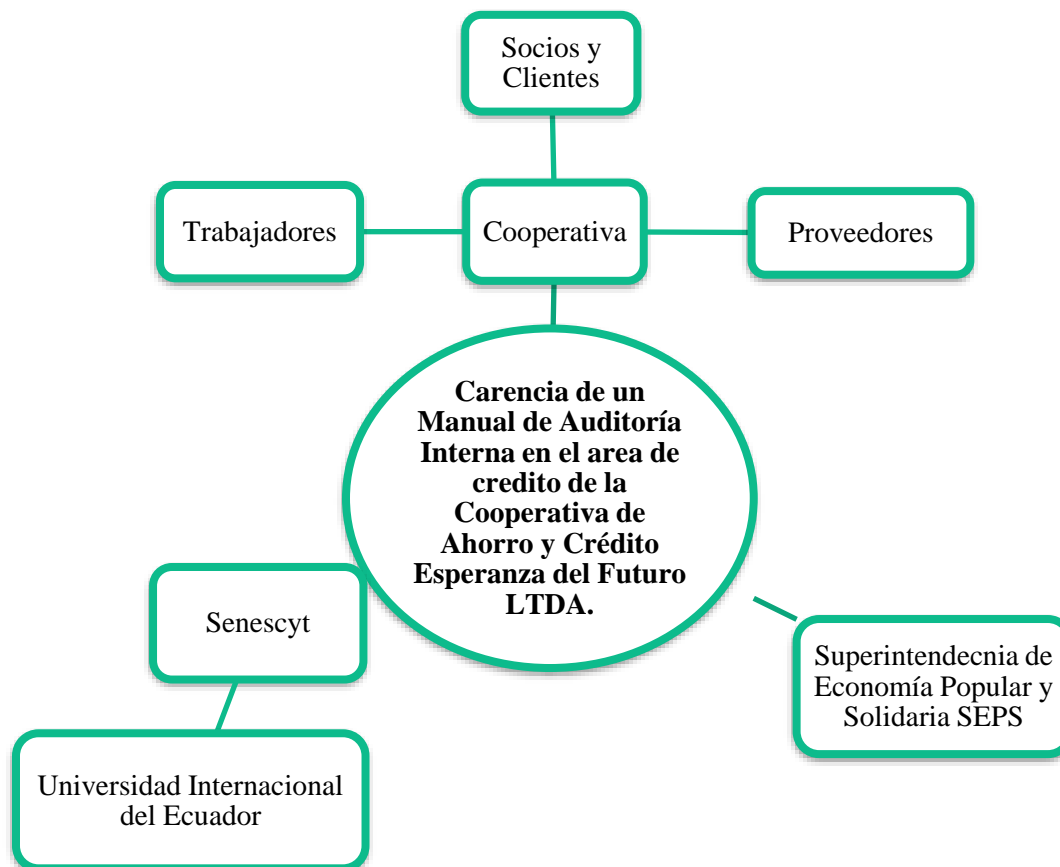 Socios y
Clientes
Trabajadores
Cooperativa
Proveedores
Carencia de un
Manual de Auditoría
Interna en el area de
credito de la
Cooperativa de
Ahorro y Crédito
Esperanza del Futuro
LTDA.
Senescyt
Superintendecnia de
Economía Popular y
Solidaria SEPS
Universidad Internacional
del Ecuador